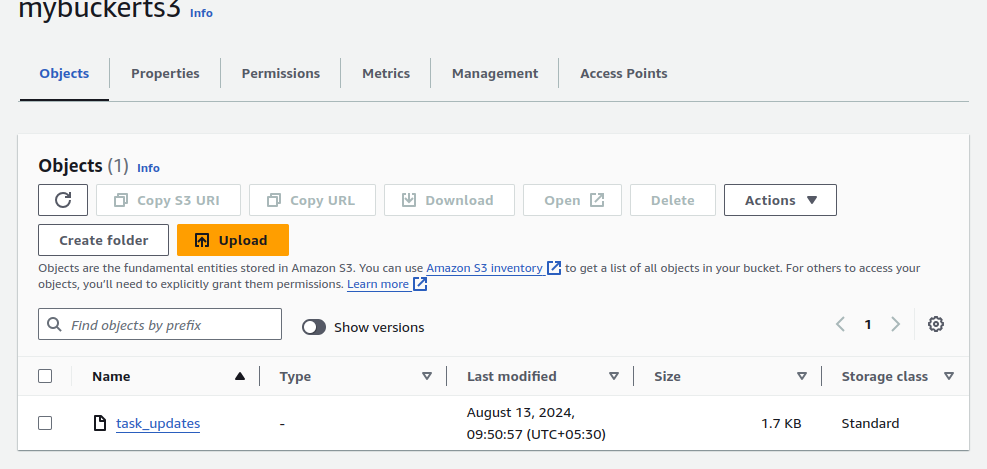 mybuckerts3 Info
Objects Properties Permissions Metrics Management Access Points
Objects (1) Info
Copy S3 URI Copy URL Download Open Delete Actions
Create folder Upload
Objects are the fundamental entities stored in Amazon S3. You can use Amazon S3 inventory to get a list of all objects in your bucket. For others to access your
objects, you'll need to explicitly grant them permissions. Learn more
Find objects by prefix Show versions 1
Name Type Last modified Size Storage class
task_updates - August 13, 2024, 1.7 KB Standard
09:50:57 (UTC+05:30)